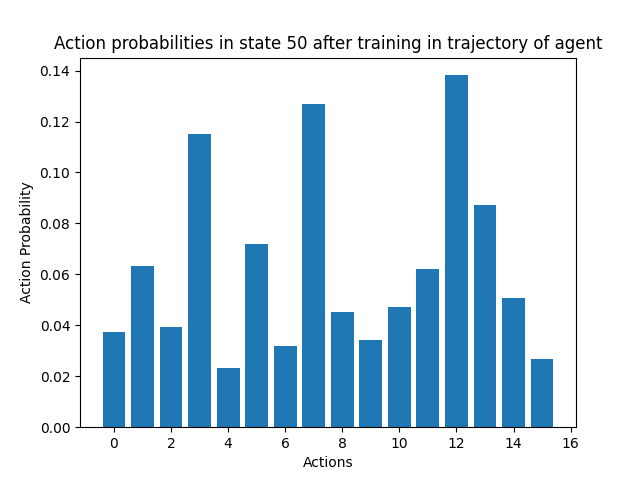 Action probabilities in state 50 after training in trajectory of agent
0.14
0.12
0.10
0.08
0.06
0.04
0.02
0.00
Action Probability
0 2 4 6 8 10 12 14 16
Actions